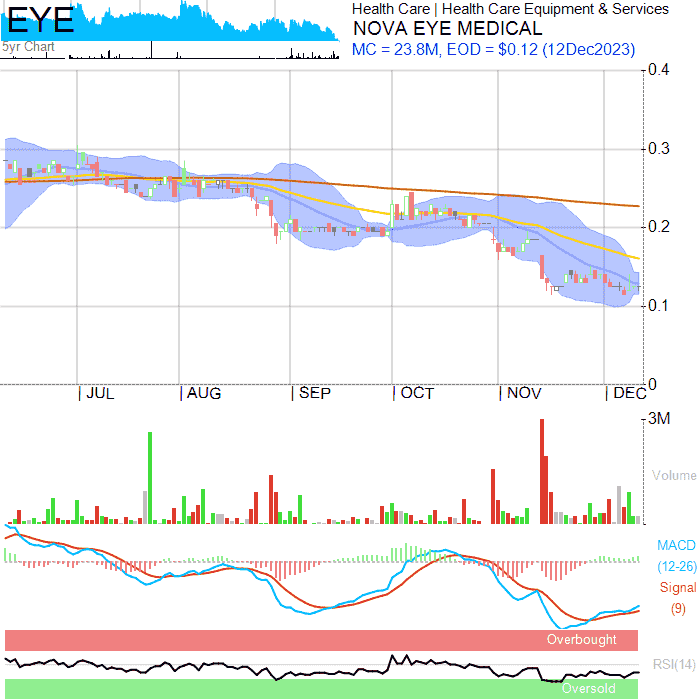 EYE
5yr Chart
Health Care | Health Care Equipment & Services
NOVA EYE MEDICAL
MC = 23.8M, EOD = $0.12 (12Dec2023)
0.4
0.3
0.2
0.1
0
JUL
AUG
SEP
OCT
NOV
DEC
3M
Volume
MACD
(12-26)
Signal
(9)
Overbought
RSI(14)
Oversold